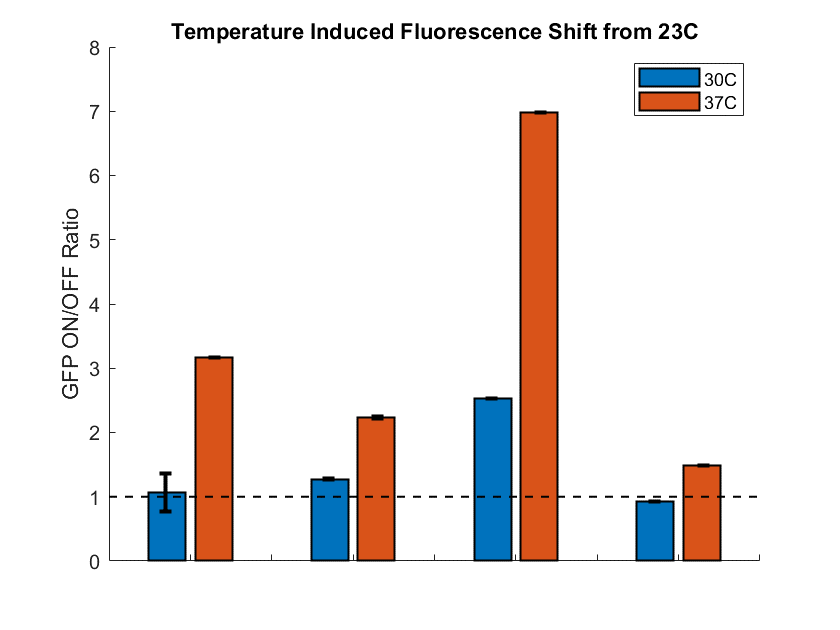 Temperature Induced Fluorescence Shift from 23C
30C
37C
GFP ON/OFF Ratio
8
7
6
5
4
3
2
1
0